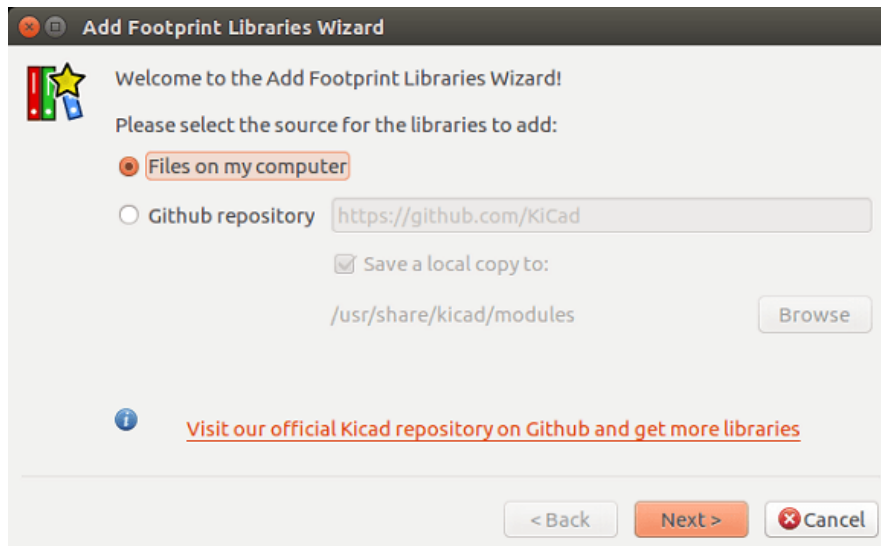 Add Footprint Libraries Wizard
Welcome to the Add Footprint Libraries Wizard!
Please select the source for the libraries to add:
Files on my computer
Github repository https://github.com/KiCad
Save a local copy to:
/usr/share/kicad/modules Browse
Visit our official Kicad repository on Github and get more libraries
< Back Next > Cancel